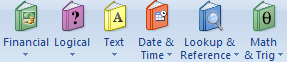 ?
A
θ
Financial
Logical
Text
Date &
Time
Lookup &
Reference
Math
& Trig